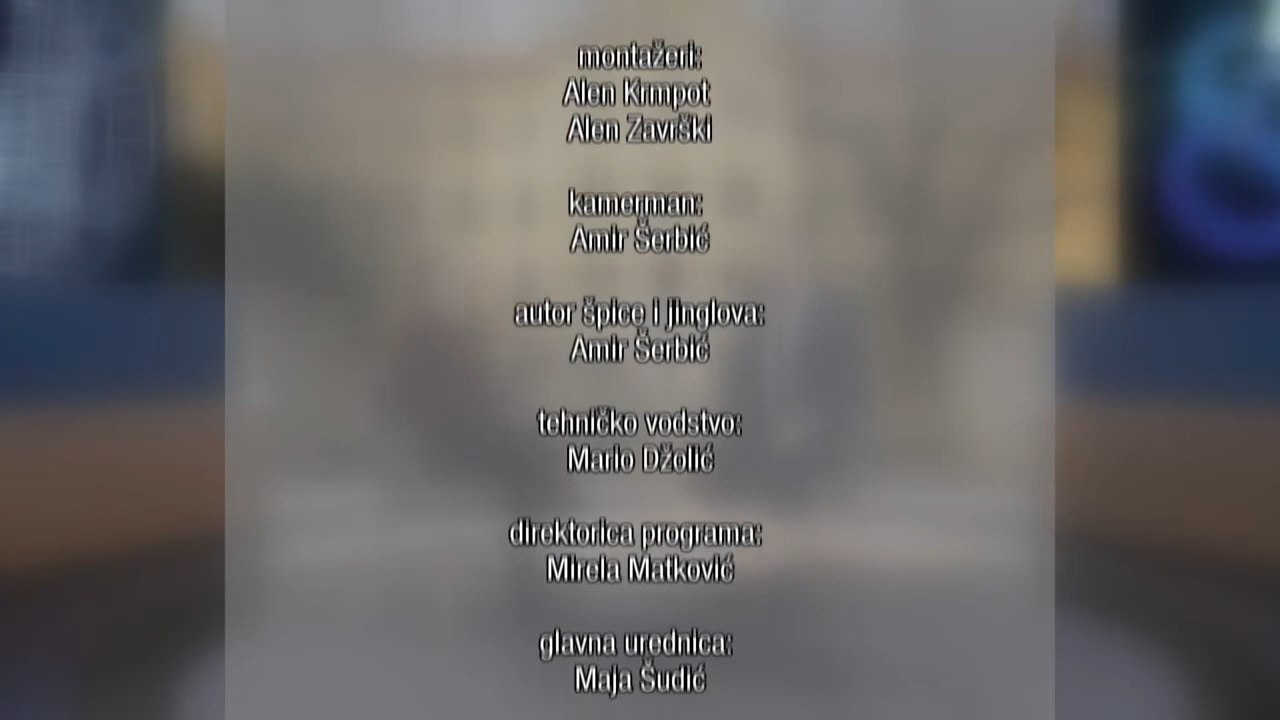 montažeri:
Alen Krmpot
Alen Završki
kamerman:
Amir Šerbić
autor špice i jinglova:
Amir Šerbić
tehničko vodstvo:
Mario Džolić
direktorica programa:
Mirela Matković
glavna urednica:
Maja Šudić